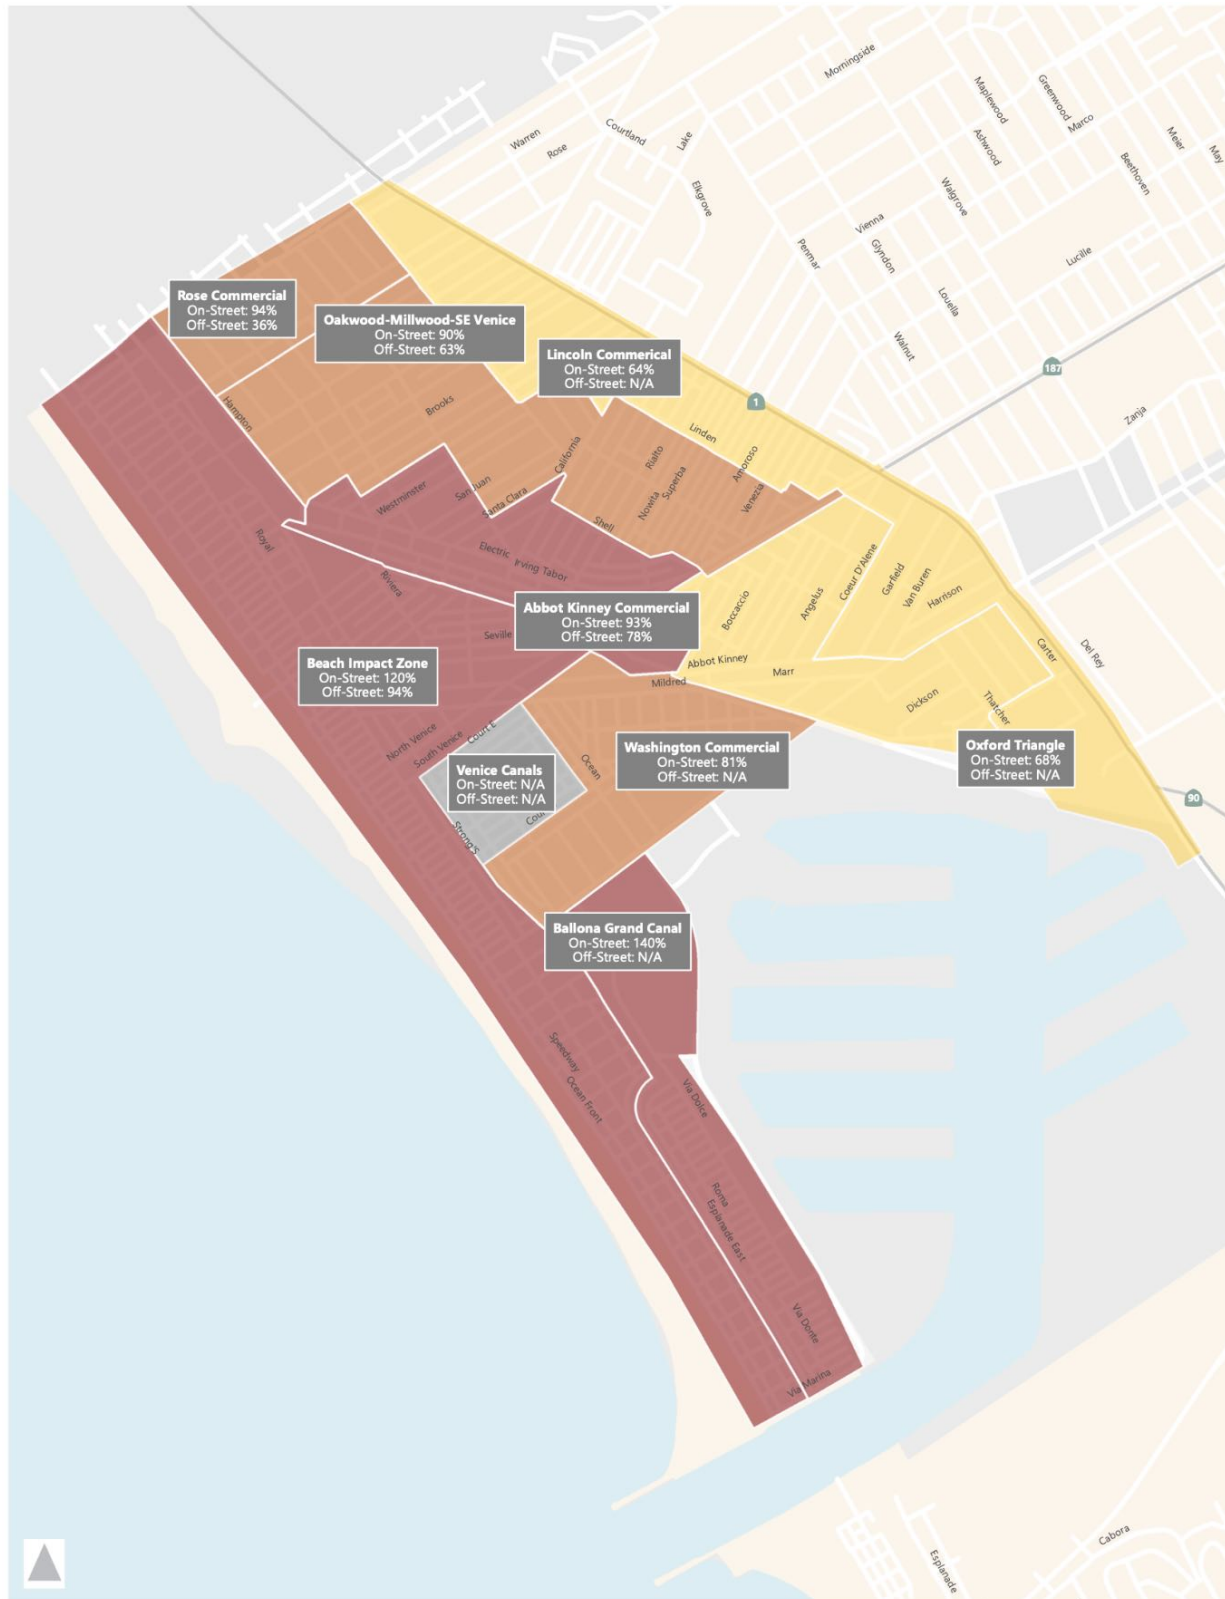 Morningside
Maplewood
Greenwood
Marco
Meier
May
Warren
Rose
Courtland
Lake
Ashwood
Beethoven
Elkgrove
Walgrove
Vienna
Penmar
Glyndon
Lucille
Louella
Walnut
Rose Commercial
On-Street: 94%
Off-Street: 36%
Oakwood-Millwood-SE Venice
On-Street: 90%
Off-Street: 63%
Lincoln Commerical
On-Street: 64%
Off-Street: N/A
187
1
Zanja
Hampton
Brooks
Linden
California
Rialto
Superba
Amoroso
Westminster
San Juan
Santa Clara
Nowita
Venezia
Shell
Royal
Electric
Irving Tabor
Riviera
Coeur D'Alene
Garfield
Van Buren
Harrison
Angelus
Boccaccio
Abbot Kinney Commercial
On-Street: 93%
Off-Street: 78%
Seville
Carter
Del Rey
Beach Impact Zone
On-Street: 120%
Off-Street: 94%
Abbot Kinney
Marr
Mildred
Dickson
Thatcher
North Venice
South Venice
Court E
Washington Commercial
On-Street: 81%
Off-Street: N/A
Oxford Triangle
On-Street: 68%
Off-Street: N/A
Ocean
Venice Canals
On-Street: N/A
Off-Street: N/A
90
Strong'S
Ballona Grand Canal
On-Street: 140%
Off-Street: N/A
Speedway
Ocean Front
Via Dolce
Roma
Esplanade East
Via Donte
Via Marina
Cabora
Esplanade